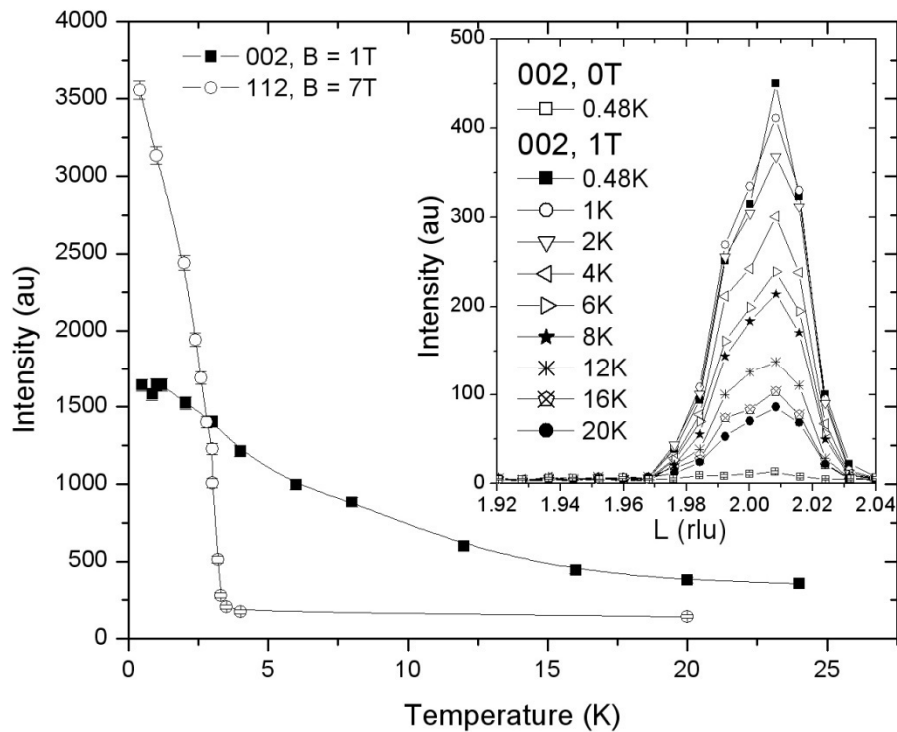 4000
3500
3000
2500
2000
1500
1000
500
0
Intensity (au)
002, B = 1T
112, B = 7T
0
5
10
15
20
25
Temperature (K)
500
400
300
200
100
0
Intensity (au)
002, 0T
0.48K
002, 1T
0.48K
1K
2K
4K
6K
8K
12K
16K
20K
1.92
1.94
1.96
1.98
2.00
2.01
2.03
2.04
L (rlu)